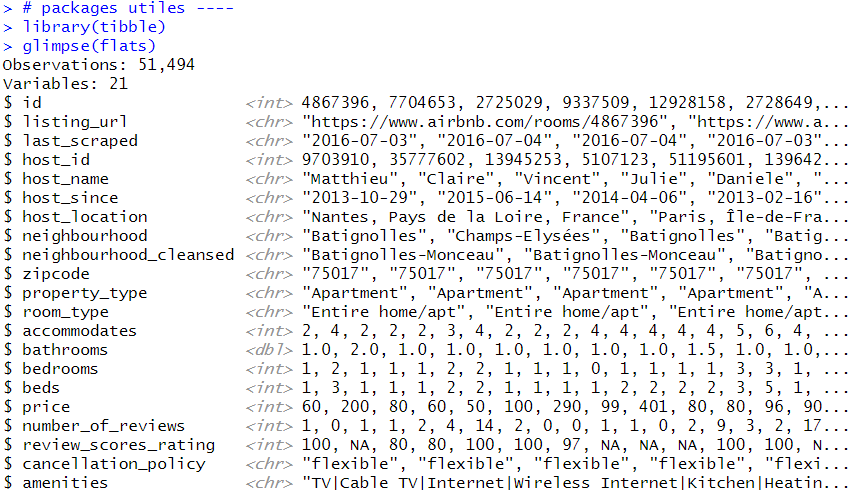 > # packages utiles ----
> library(tibble)
> glimpse(flats)
Observations: 51,494
Variables: 21
$ id                     <int> 4867396, 7704653, 2725029, 9337509, 12928158, 2728649,...
$ listing_url            <chr> "https://www.airbnb.com/rooms/4867396", "https://www.a...
$ last_scraped           <chr> "2016-07-03", "2016-07-04", "2016-07-04", "2016-07-03"...
$ host_id                <int> 9703910, 35777602, 13945253, 5107123, 51195601, 139642...
$ host_name              <chr> "Matthieu", "Claire", "Vincent", "Julie", "Daniele", "...
$ host_since             <chr> "2013-10-29", "2015-06-14", "2014-04-06", "2013-02-16"...
$ host_location          <chr> "Nantes, Pays de la Loire, France", "Paris, Île-de-Fra...
$ neighbourhood          <chr> "Batignolles", "Champs-Elysées", "Batignolles", "Batig...
$ neighbourhood_cleansed <chr> "Batignolles-Monceau", "Batignolles-Monceau", "Batigno...
$ zipcode                <chr> "75017", "75017", "75017", "75017", "75017", "75017", ...
$ property_type          <chr> "Apartment", "Apartment", "Apartment", "Apartment", "A...
$ room_type              <chr> "Entire home/apt", "Entire home/apt", "Entire home/apt...
$ accommodates           <int> 2, 4, 2, 2, 2, 3, 4, 2, 2, 2, 4, 4, 4, 4, 4, 5, 6, 4, ...
$ bathrooms              <dbl> 1.0, 2.0, 1.0, 1.0, 1.0, 1.0, 1.0, 1.0, 1.5, 1.0, 1.0,...
$ bedrooms               <int> 1, 2, 1, 1, 1, 2, 2, 1, 1, 1, 0, 1, 1, 1, 1, 3, 3, 1, ...
$ beds                   <int> 1, 3, 1, 1, 1, 2, 2, 1, 1, 1, 1, 2, 2, 2, 2, 3, 5, 1, ...
$ price                  <int> 60, 200, 80, 60, 50, 100, 290, 99, 401, 80, 80, 96, 90...
$ number_of_reviews      <int> 1, 0, 1, 1, 2, 4, 14, 2, 0, 0, 1, 1, 0, 2, 9, 3, 2, 17...
$ review_scores_rating   <int> 100, NA, 80, 80, 100, 100, 97, NA, NA, NA, 100, 100, N...
$ cancellation_policy    <chr> "flexible", "flexible", "flexible", "flexible", "flexi...
$ amenities              <chr> "TV|Cable TV|Internet|Wireless Internet|Kitchen|Heatin...